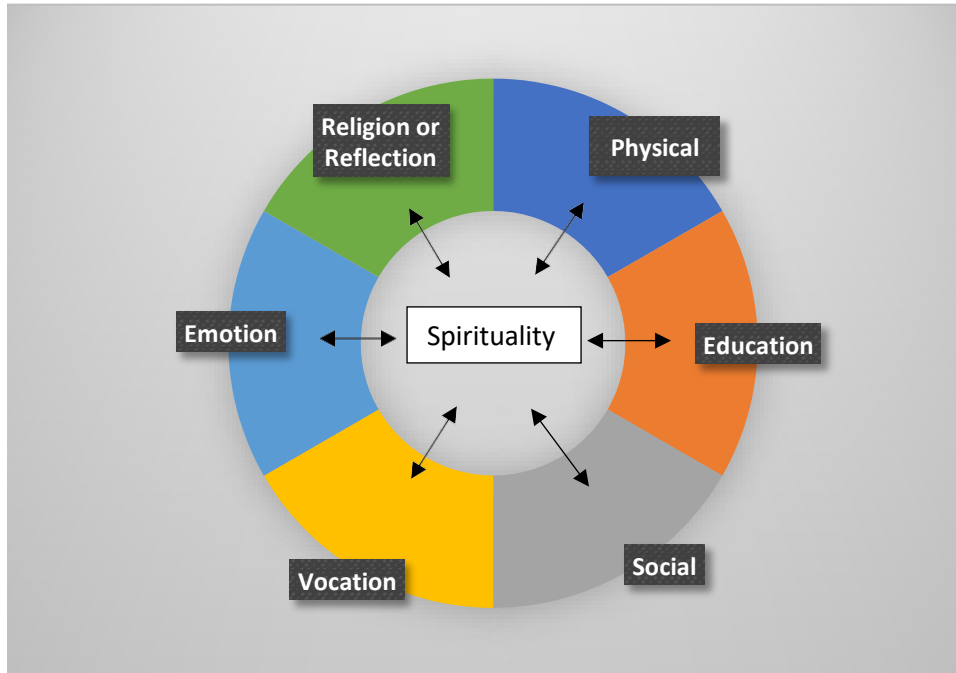 Religion or
Reflection
Physical
Emotion
Spirituality
Education
Vocation
Social